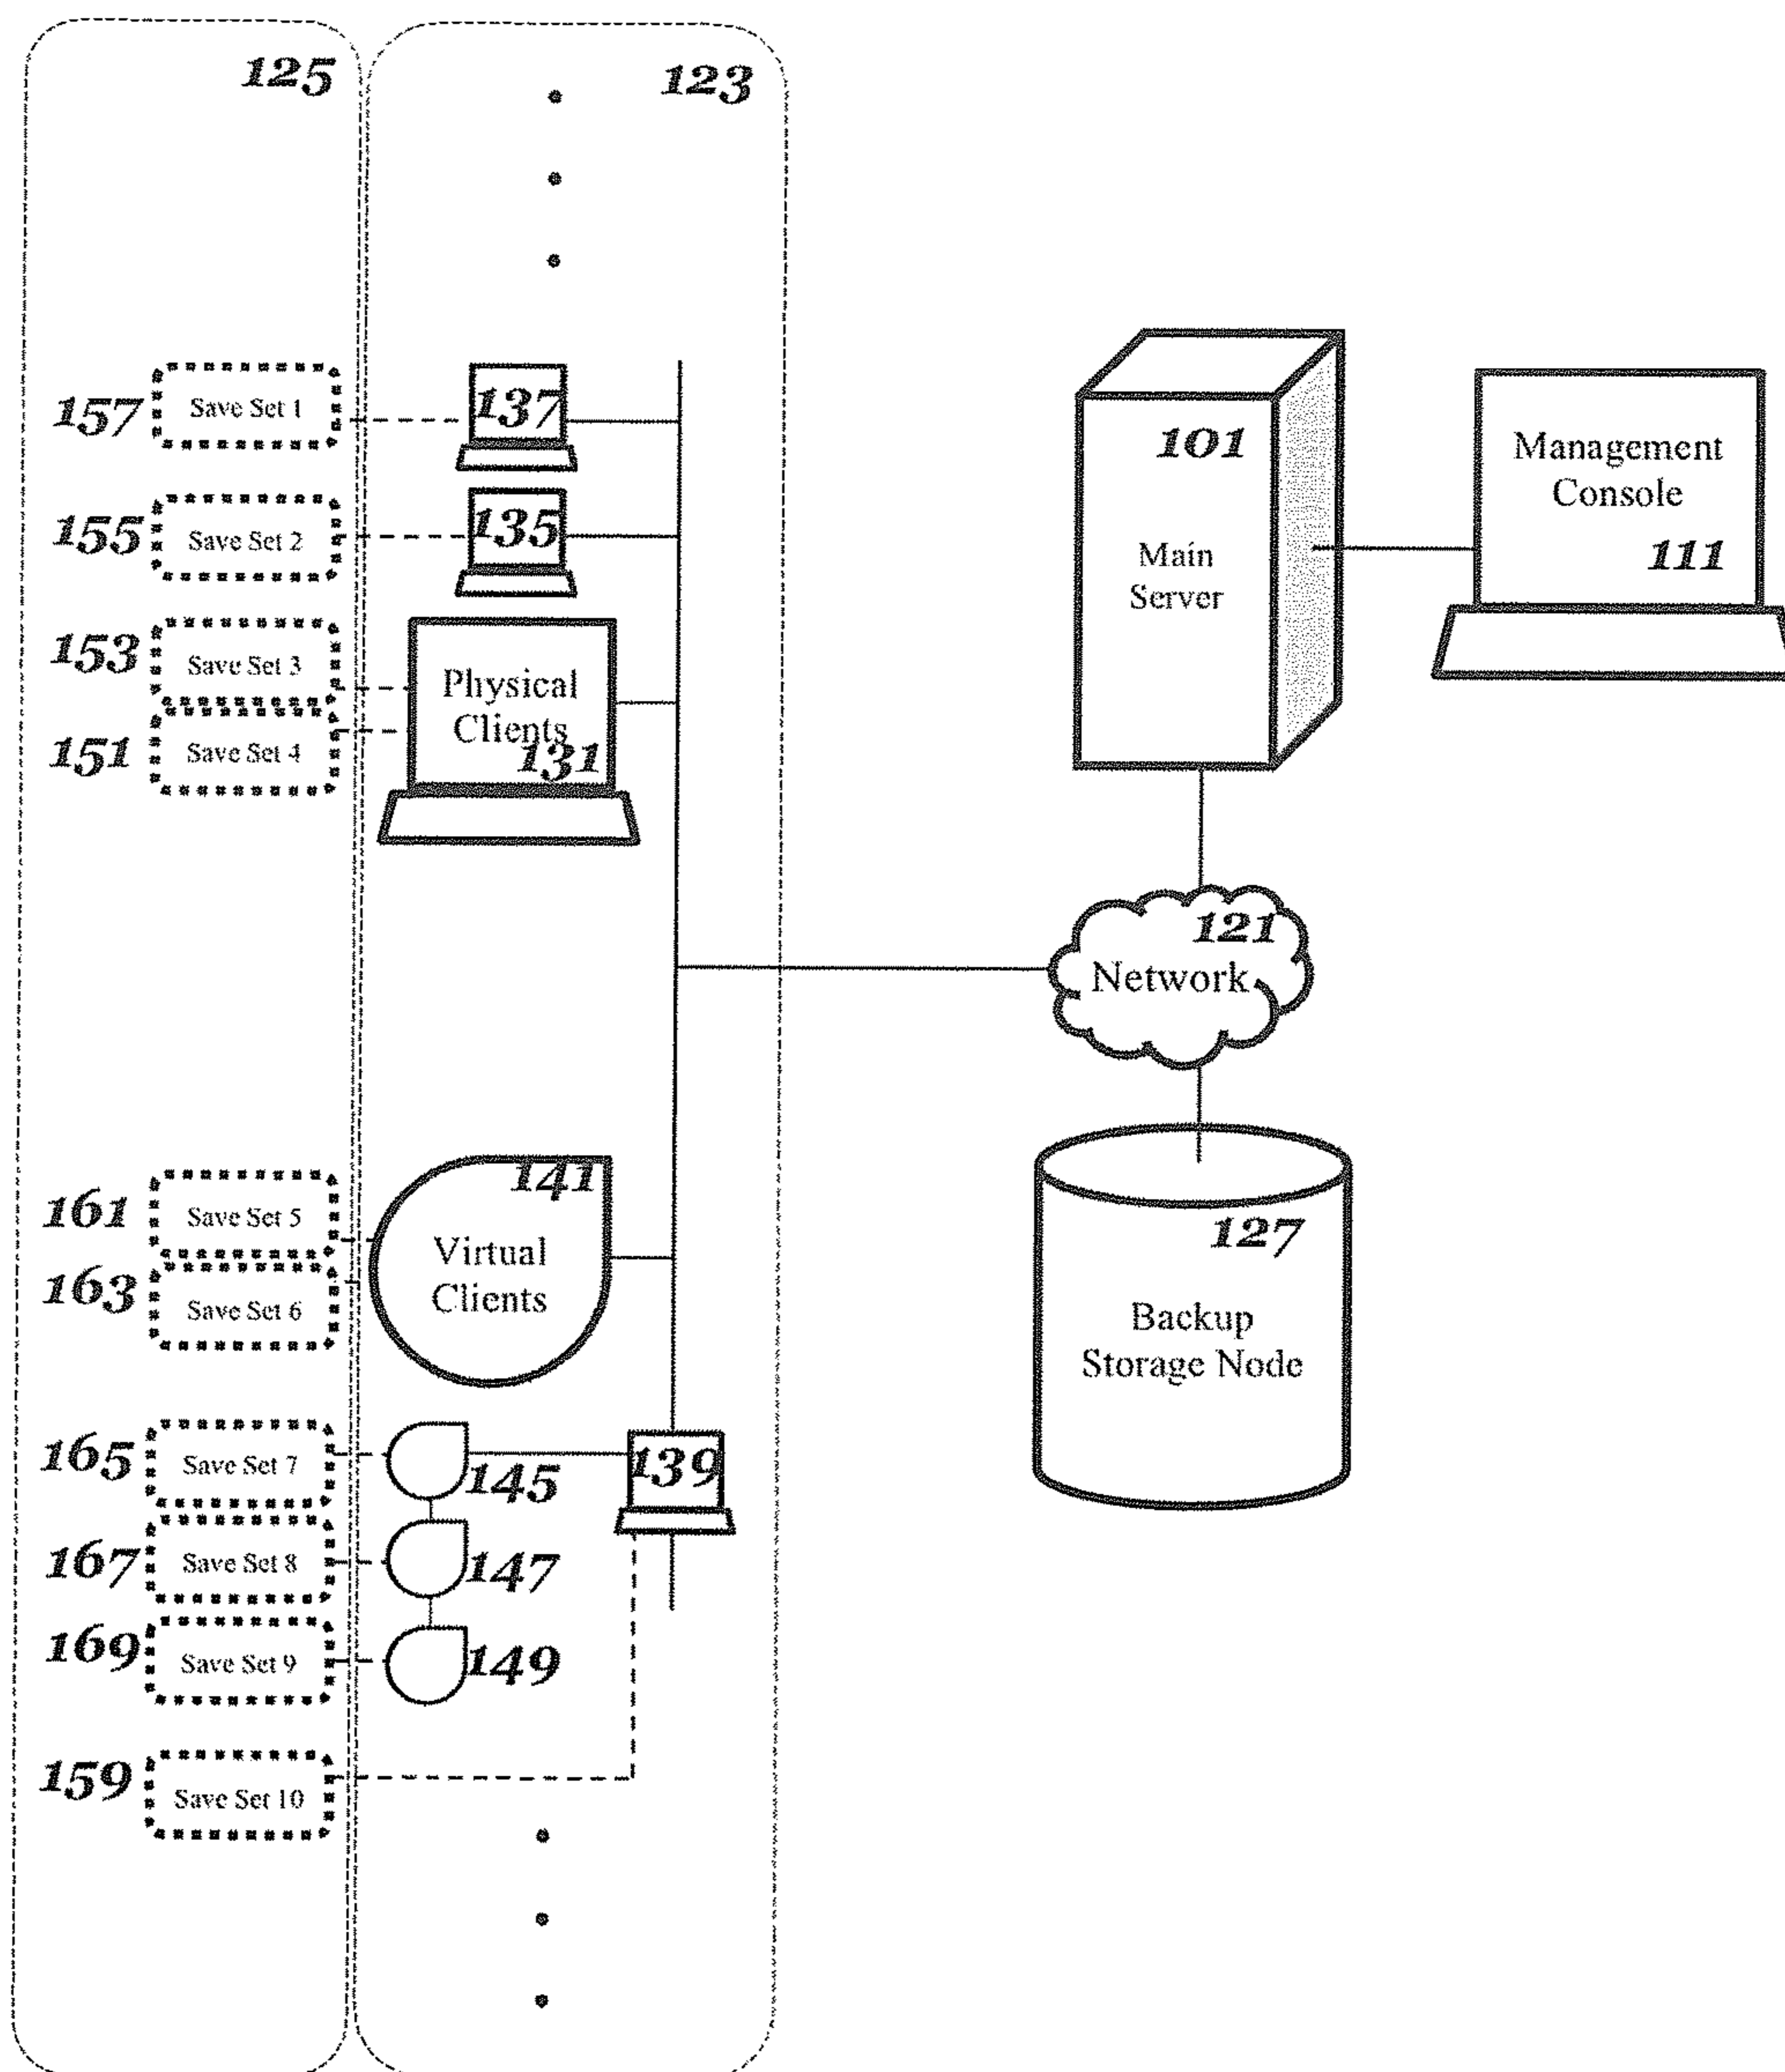 125
123
157
Save Set 1
137
155
Save Set 2
135
153
Save Set 3
151
Save Set 4
Physical
Clients
131
161
Save Set 5
163
Save Set 6
141
Virtual
Clients
165
Save Set 7
145
139
167
Save Set 8
147
169
Save Set 9
149
159
Save Set 10
101
Main
Server
Management
Console
111
121
Network
127
Backup
Storage Node